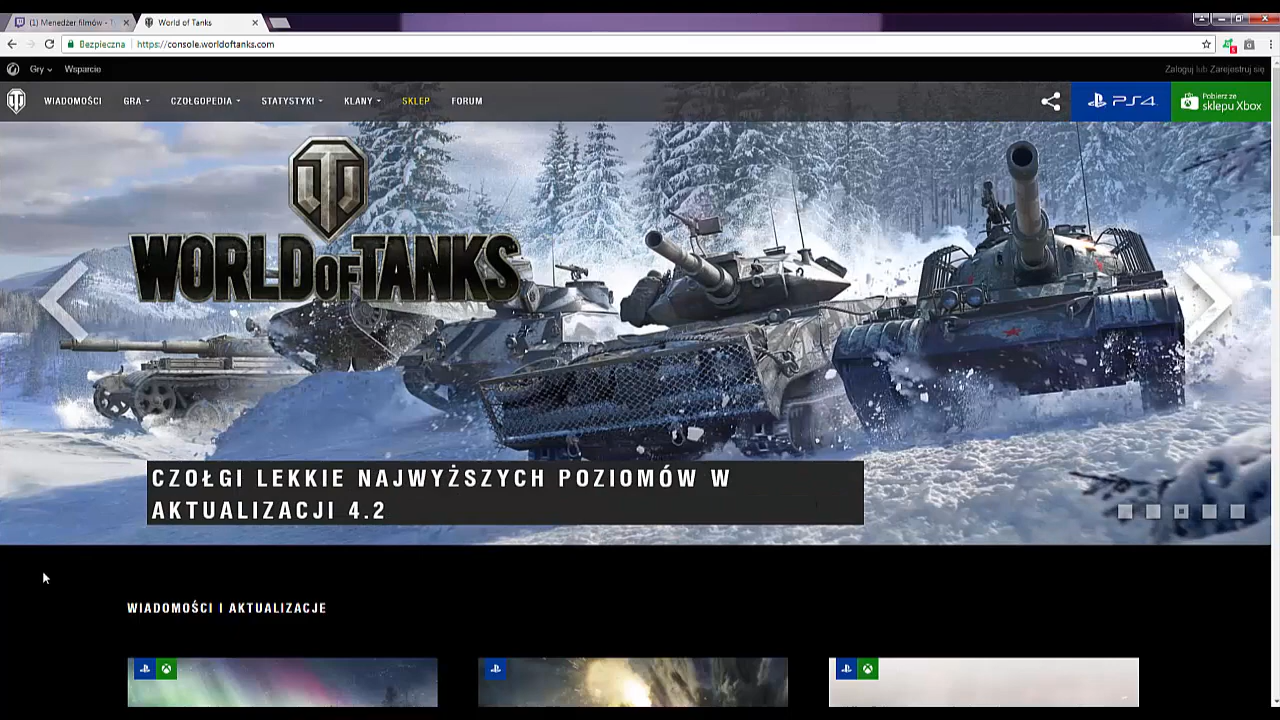 (1) Menedżer filmów - T
World of Tanks
Bezpieczna
https://console.worldoftanks.com
Gry
Wsparcie
Zaloguj lub Zarejestruj się
WIADOMOŚCI
GRA
CZOŁGOPEDIA
STATYSTYKI
KLANY
SKLEP
FORUM
PS4
Pobierz ze
sklepu Xbox
WORLD OF TANKS
CZOŁGI LEKKIE NAJWYŻSZYCH POZIOMÓW W
AKTUALIZACJI 4.2
WIADOMOŚCI I AKTUALIZACJE